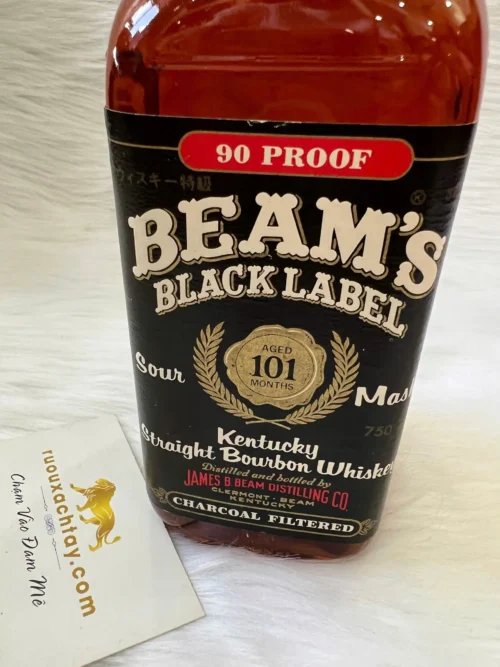 90 PROOF
ウイスキー特級
®
BEAM'S
BLACK LABEL
AGED
101
MONTHS
Sour
Mas
750
Kentucky
Straight Bourbon Whiske
Distilled and bottled by
JAMES B. BEAM DISTILLING CO.
CLERMONT · BEAM
KENTUCKY
CHARCOAL FILTERED
ruouxachtay.com
Chạm Vào Đam Mê